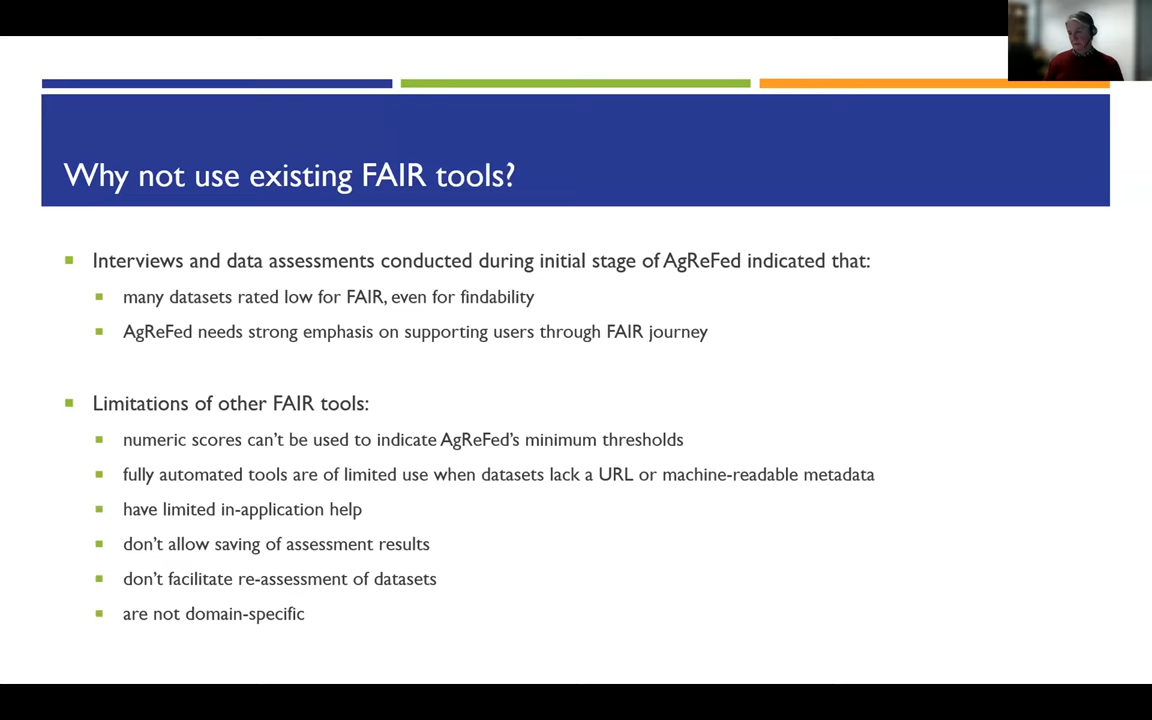 Why not use existing FAIR tools?
Interviews and data assessments conducted during initial stage of AgReFed indicated that:
many datasets rated low for FAIR, even for findability
AgReFed needs strong emphasis on supporting users through FAIR journey
Limitations of other FAIR tools:
numeric scores can't be used to indicate AgReFed's minimum thresholds
fully automated tools are of limited use when datasets lack a URL or machine-readable metadata
have limited in-application help
don't allow saving of assessment results
don't facilitate re-assessment of datasets
are not domain-specific